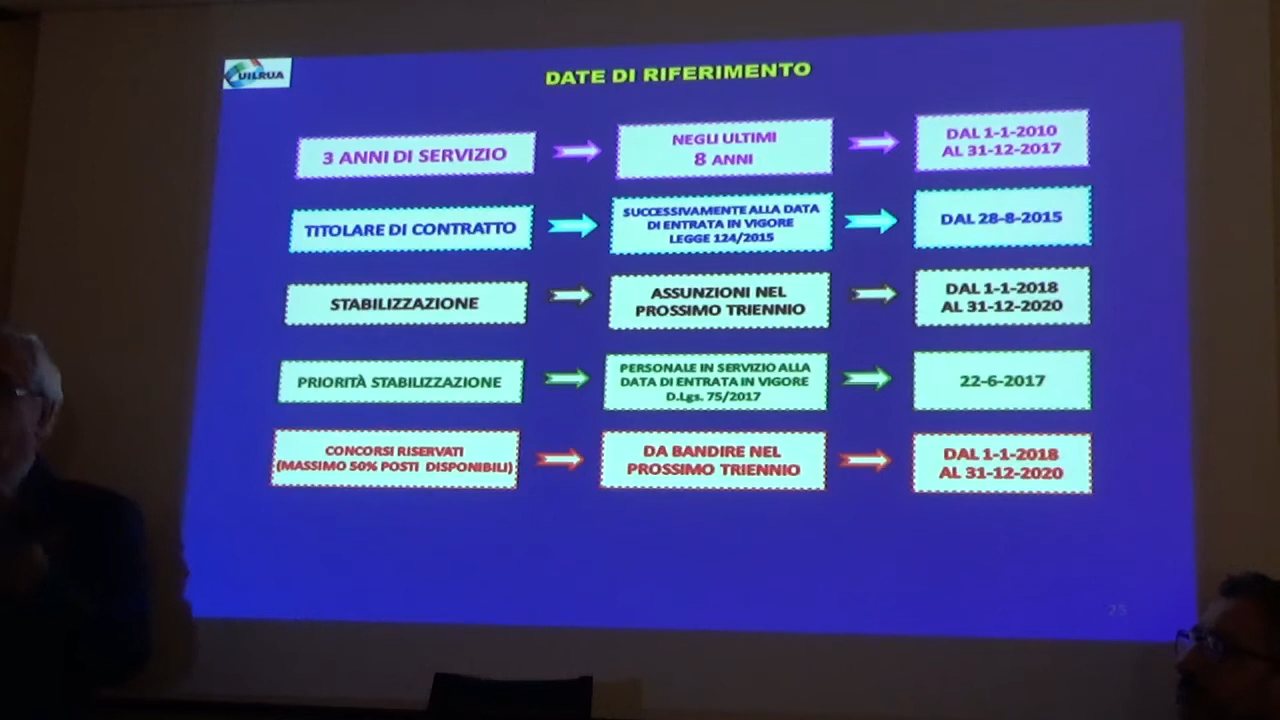 UILRUA
DATE DI RIFERIMENTO
3 ANNI DI SERVIZIO
NEGLI ULTIMI
8 ANNI
DAL 1-1-2010
AL 31-12-2017
TITOLARE DI CONTRATTO
SUCCESSIVAMENTE ALLA DATA
DI ENTRATA IN VIGORE
LEGGE 124/2015
DAL 28-8-2015
STABILIZZAZIONE
ASSUNZIONI NEL
PROSSIMO TRIENNIO
DAL 1-1-2018
AL 31-12-2020
PRIORITÀ STABILIZZAZIONE
PERSONALE IN SERVIZIO ALLA
DATA DI ENTRATA IN VIGORE
D.Lgs. 75/2017
22-6-2017
CONCORSI RISERVATI
(MASSIMO 50% POSTI DISPONIBILI)
DA BANDIRE NEL
PROSSIMO TRIENNIO
DAL 1-1-2018
AL 31-12-2020
25